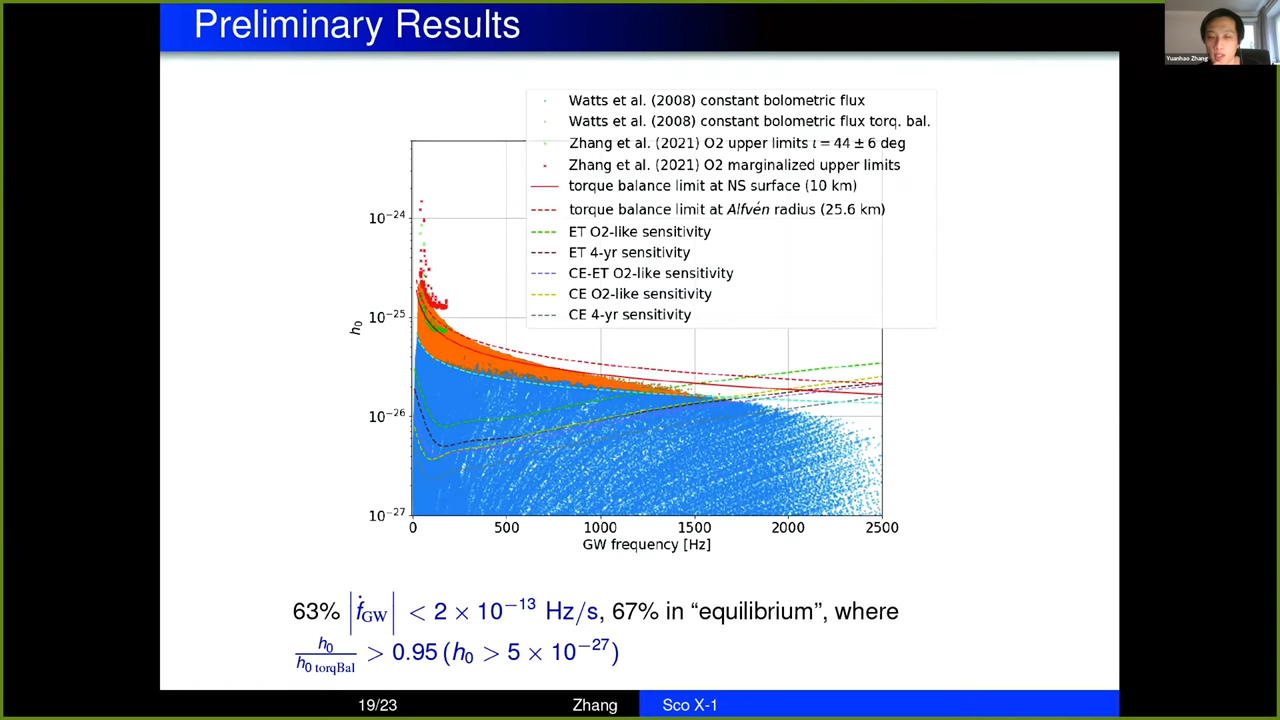 Preliminary Results
Yuanhao Zhang
Watts et al. (2008) constant bolometric flux
Watts et al. (2008) constant bolometric flux torq. bal.
Zhang et al. (2021) O2 upper limits ι = 44 ± 6 deg
Zhang et al. (2021) O2 marginalized upper limits
torque balance limit at NS surface (10 km)
torque balance limit at Alfvén radius (25.6 km)
ET O2-like sensitivity
ET 4-yr sensitivity
CE-ET O2-like sensitivity
CE O2-like sensitivity
CE 4-yr sensitivity
10⁻²⁴
10⁻²⁵
10⁻²⁶
10⁻²⁷
h₀
0 500 1000 1500 2000 2500
GW frequency [Hz]
63% |ḟ_GW| < 2 × 10⁻¹³ Hz/s, 67% in “equilibrium”, where
h₀ / h₀ torqBal > 0.95 (h₀ > 5 × 10⁻²⁷)
19/23 Zhang Sco X-1